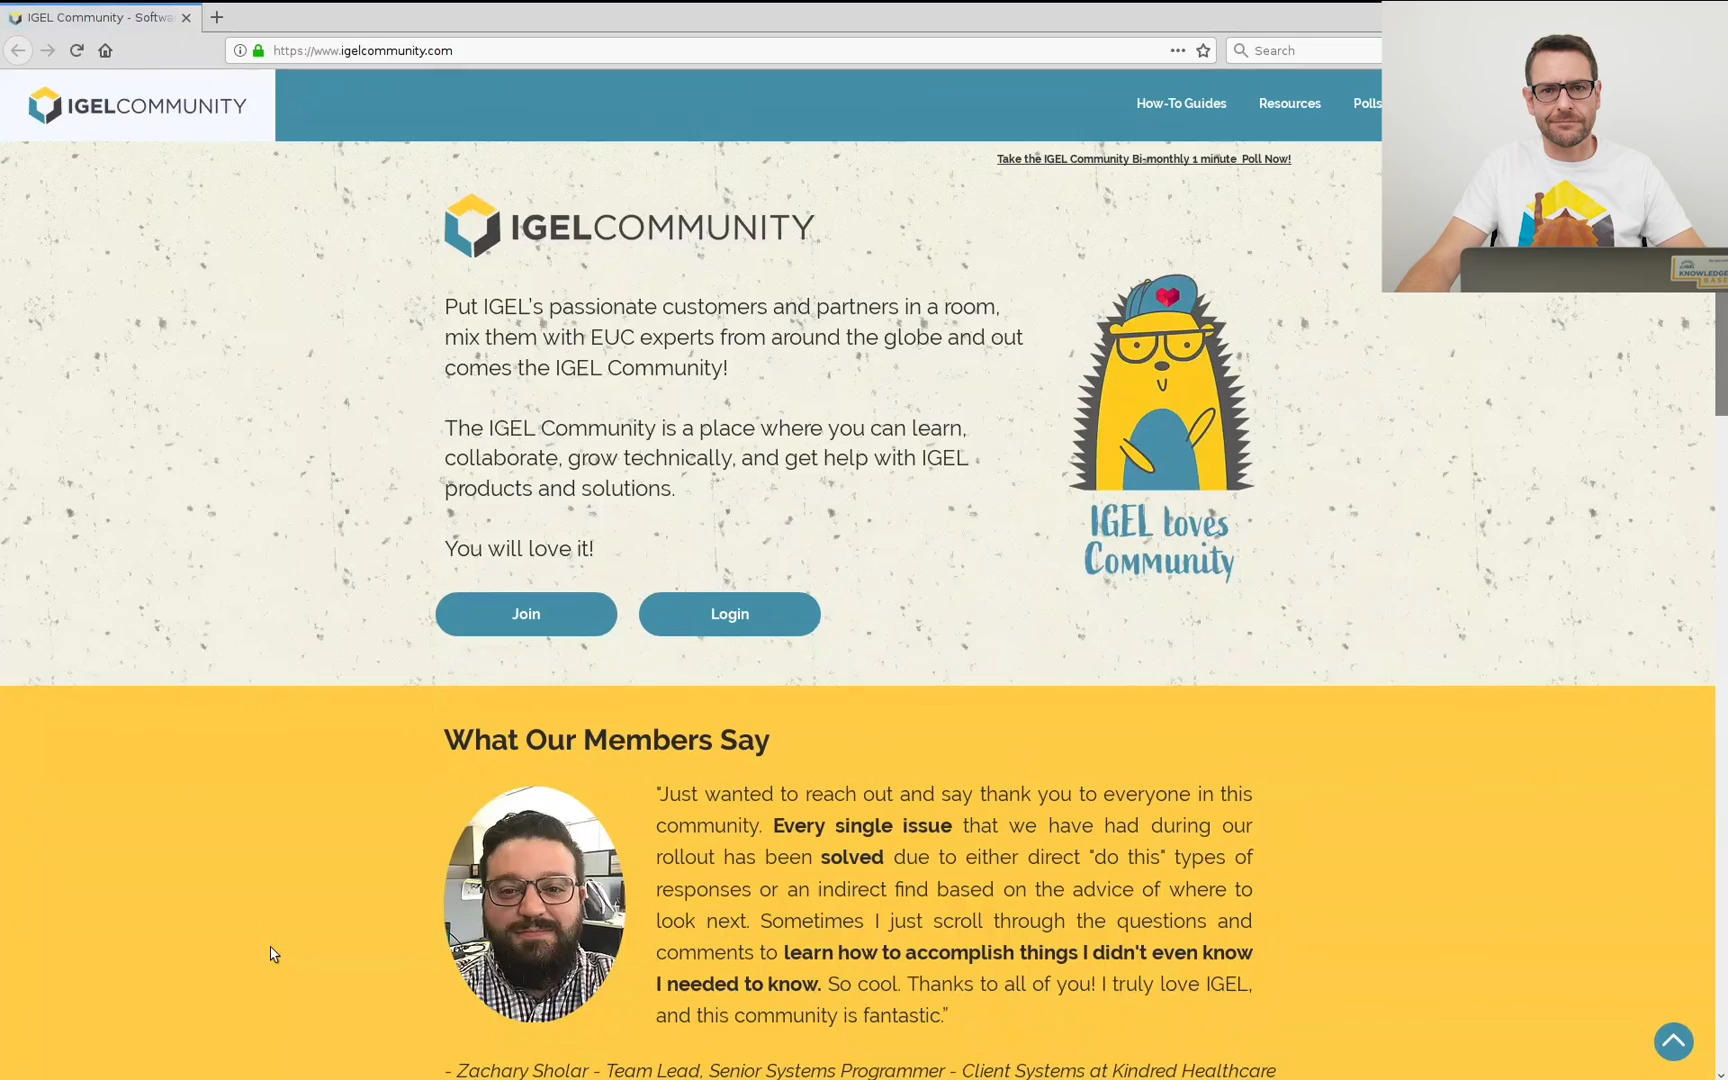 IGEL Community - Softwa
https://www.igelcommunity.com
Search
IGELCOMMUNITY
How-To Guides
Resources
Polls
Take the IGEL Community Bi-monthly 1 minute Poll Now!
IGELCOMMUNITY
Put IGEL's passionate customers and partners in a room,
mix them with EUC experts from around the globe and out
comes the IGEL Community!
The IGEL Community is a place where you can learn,
collaborate, grow technically, and get help with IGEL
products and solutions.
You will love it!
IGEL loves
Community
Join
Login
What Our Members Say
"Just wanted to reach out and say thank you to everyone in this
community. Every single issue that we have had during our
rollout has been solved due to either direct "do this" types of
responses or an indirect find based on the advice of where to
look next. Sometimes I just scroll through the questions and
comments to learn how to accomplish things I didn't even know
I needed to know. So cool. Thanks to all of you! I truly love IGEL,
and this community is fantastic.”
- Zachary Sholar - Team Lead, Senior Systems Programmer - Client Systems at Kindred Healthcare
KNOWLEDGE
BASE